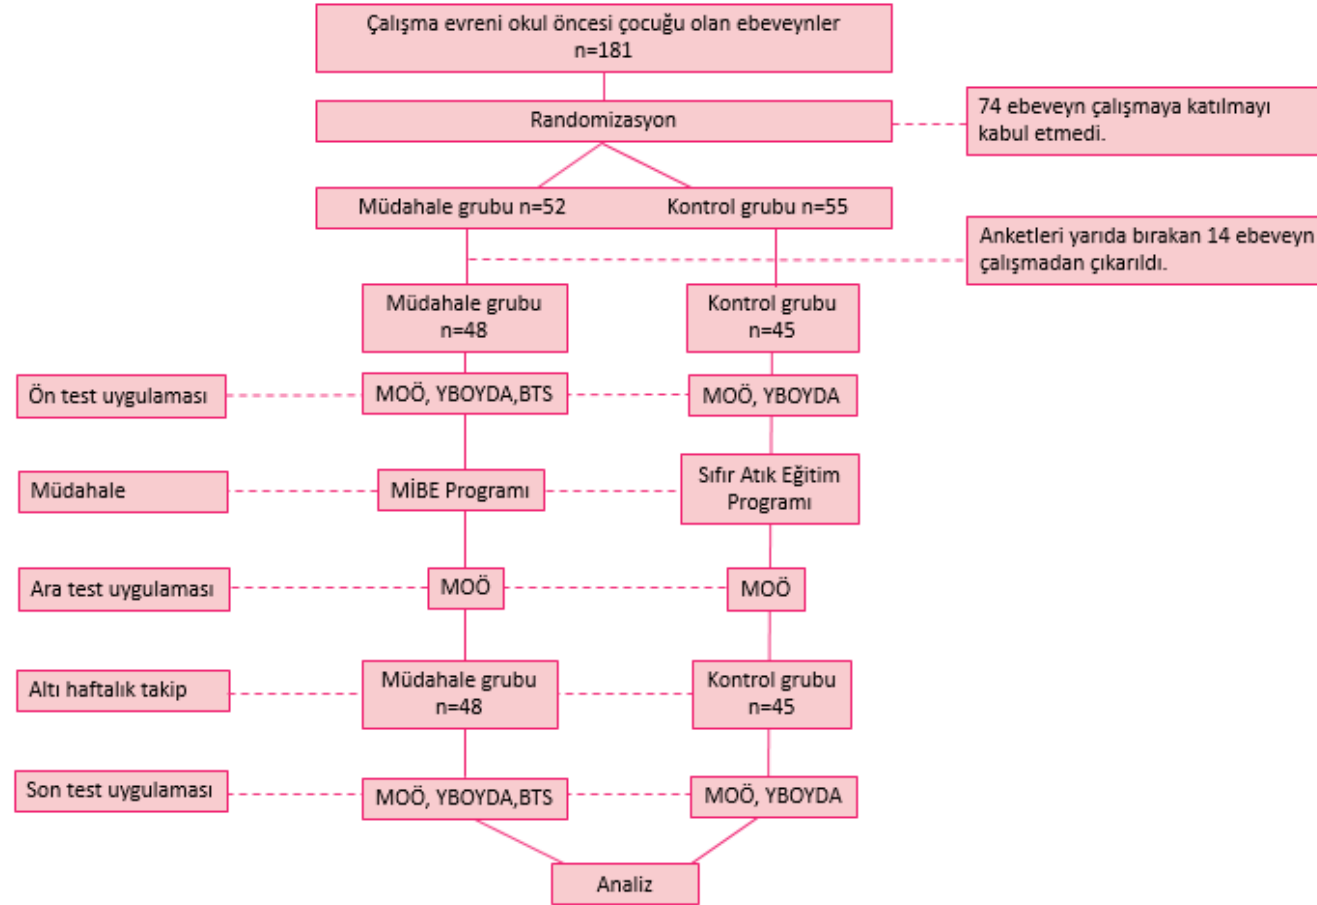 Çalışma evreni okul öncesi çocuğu olan ebeveynler
n=181
Randomizasyon
74 ebeveyn çalışmaya katılmayı
kabul etmedi.
Müdahale grubu n=52
Kontrol grubu n=55
Anketleri yarıda bırakan 14 ebeveyn
çalışmadan çıkarıldı.
Müdahale grubu
n=48
Kontrol grubu
n=45
Ön test uygulaması
MOÖ, YBOYDA,BTS
MOÖ, YBOYDA
Müdahale
MİBE Programı
Sıfır Atık Eğitim
Programı
Ara test uygulaması
MOÖ
MOÖ
Altı haftalık takip
Müdahale grubu
n=48
Kontrol grubu
n=45
Son test uygulaması
MOÖ, YBOYDA,BTS
MOÖ, YBOYDA
Analiz